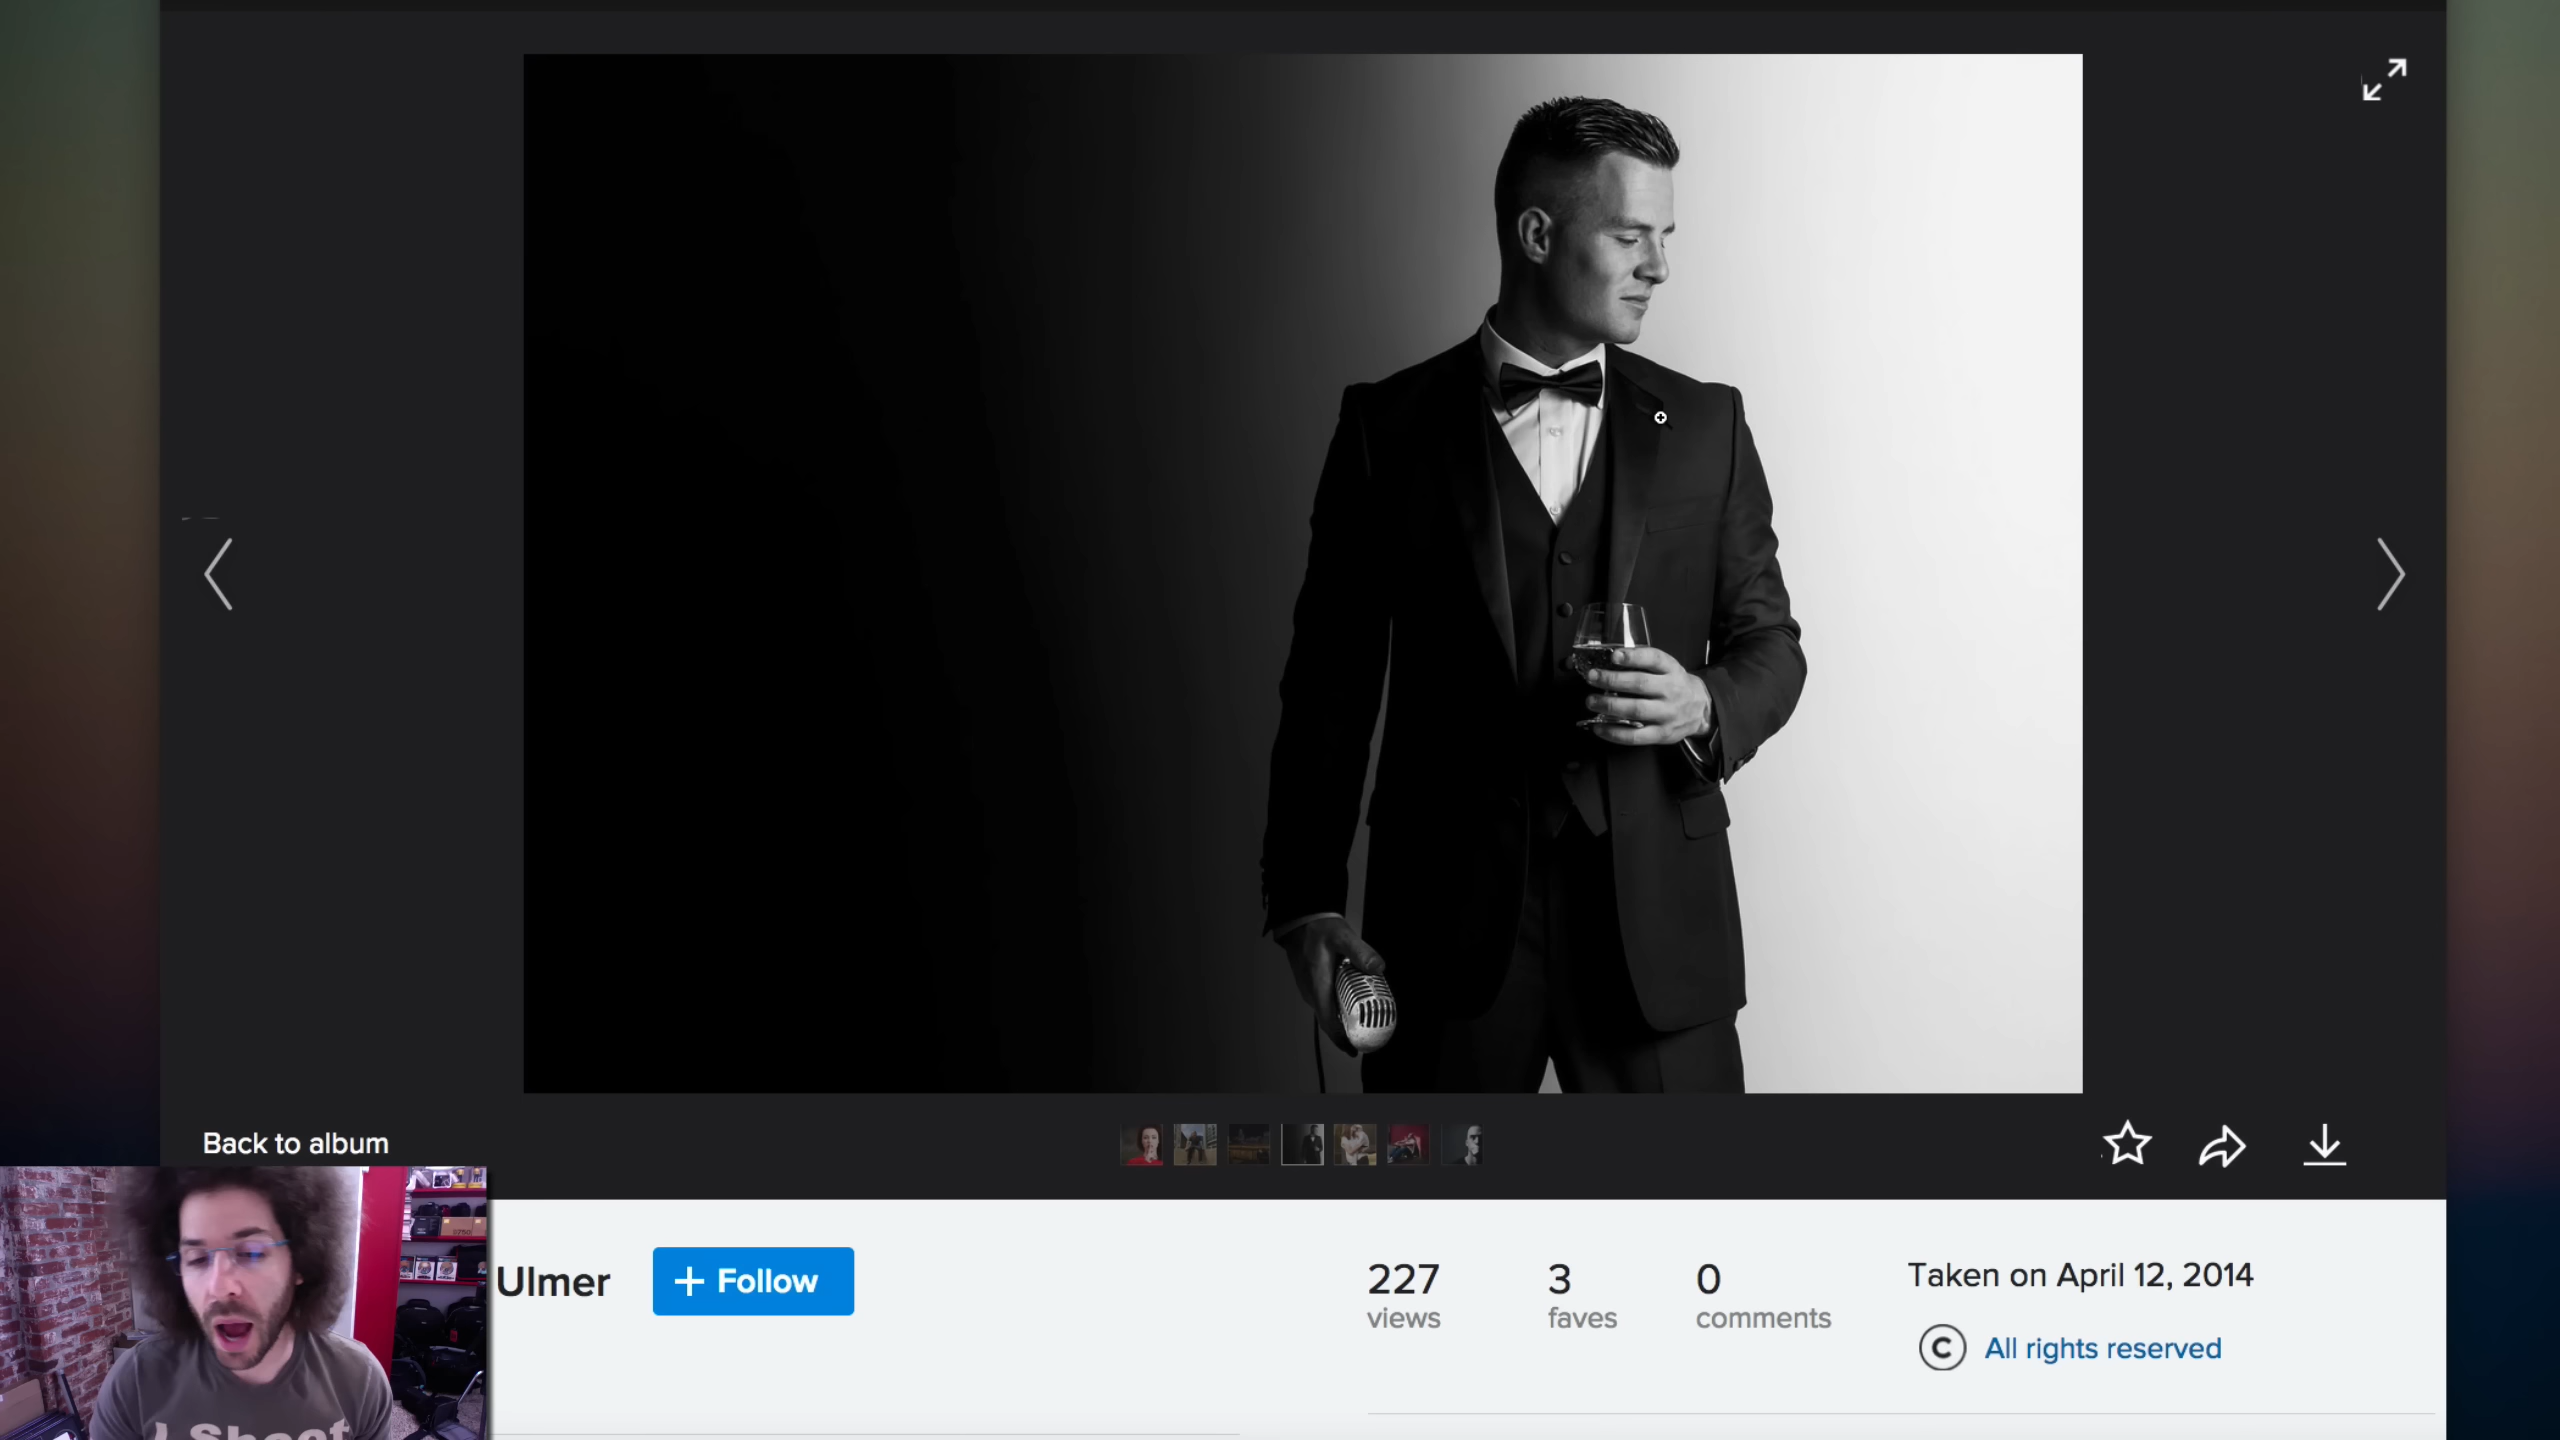 Back to album
Ulmer
+ Follow
227
views
3
faves
0
comments
Taken on April 12, 2014
© All rights reserved
I Shoot